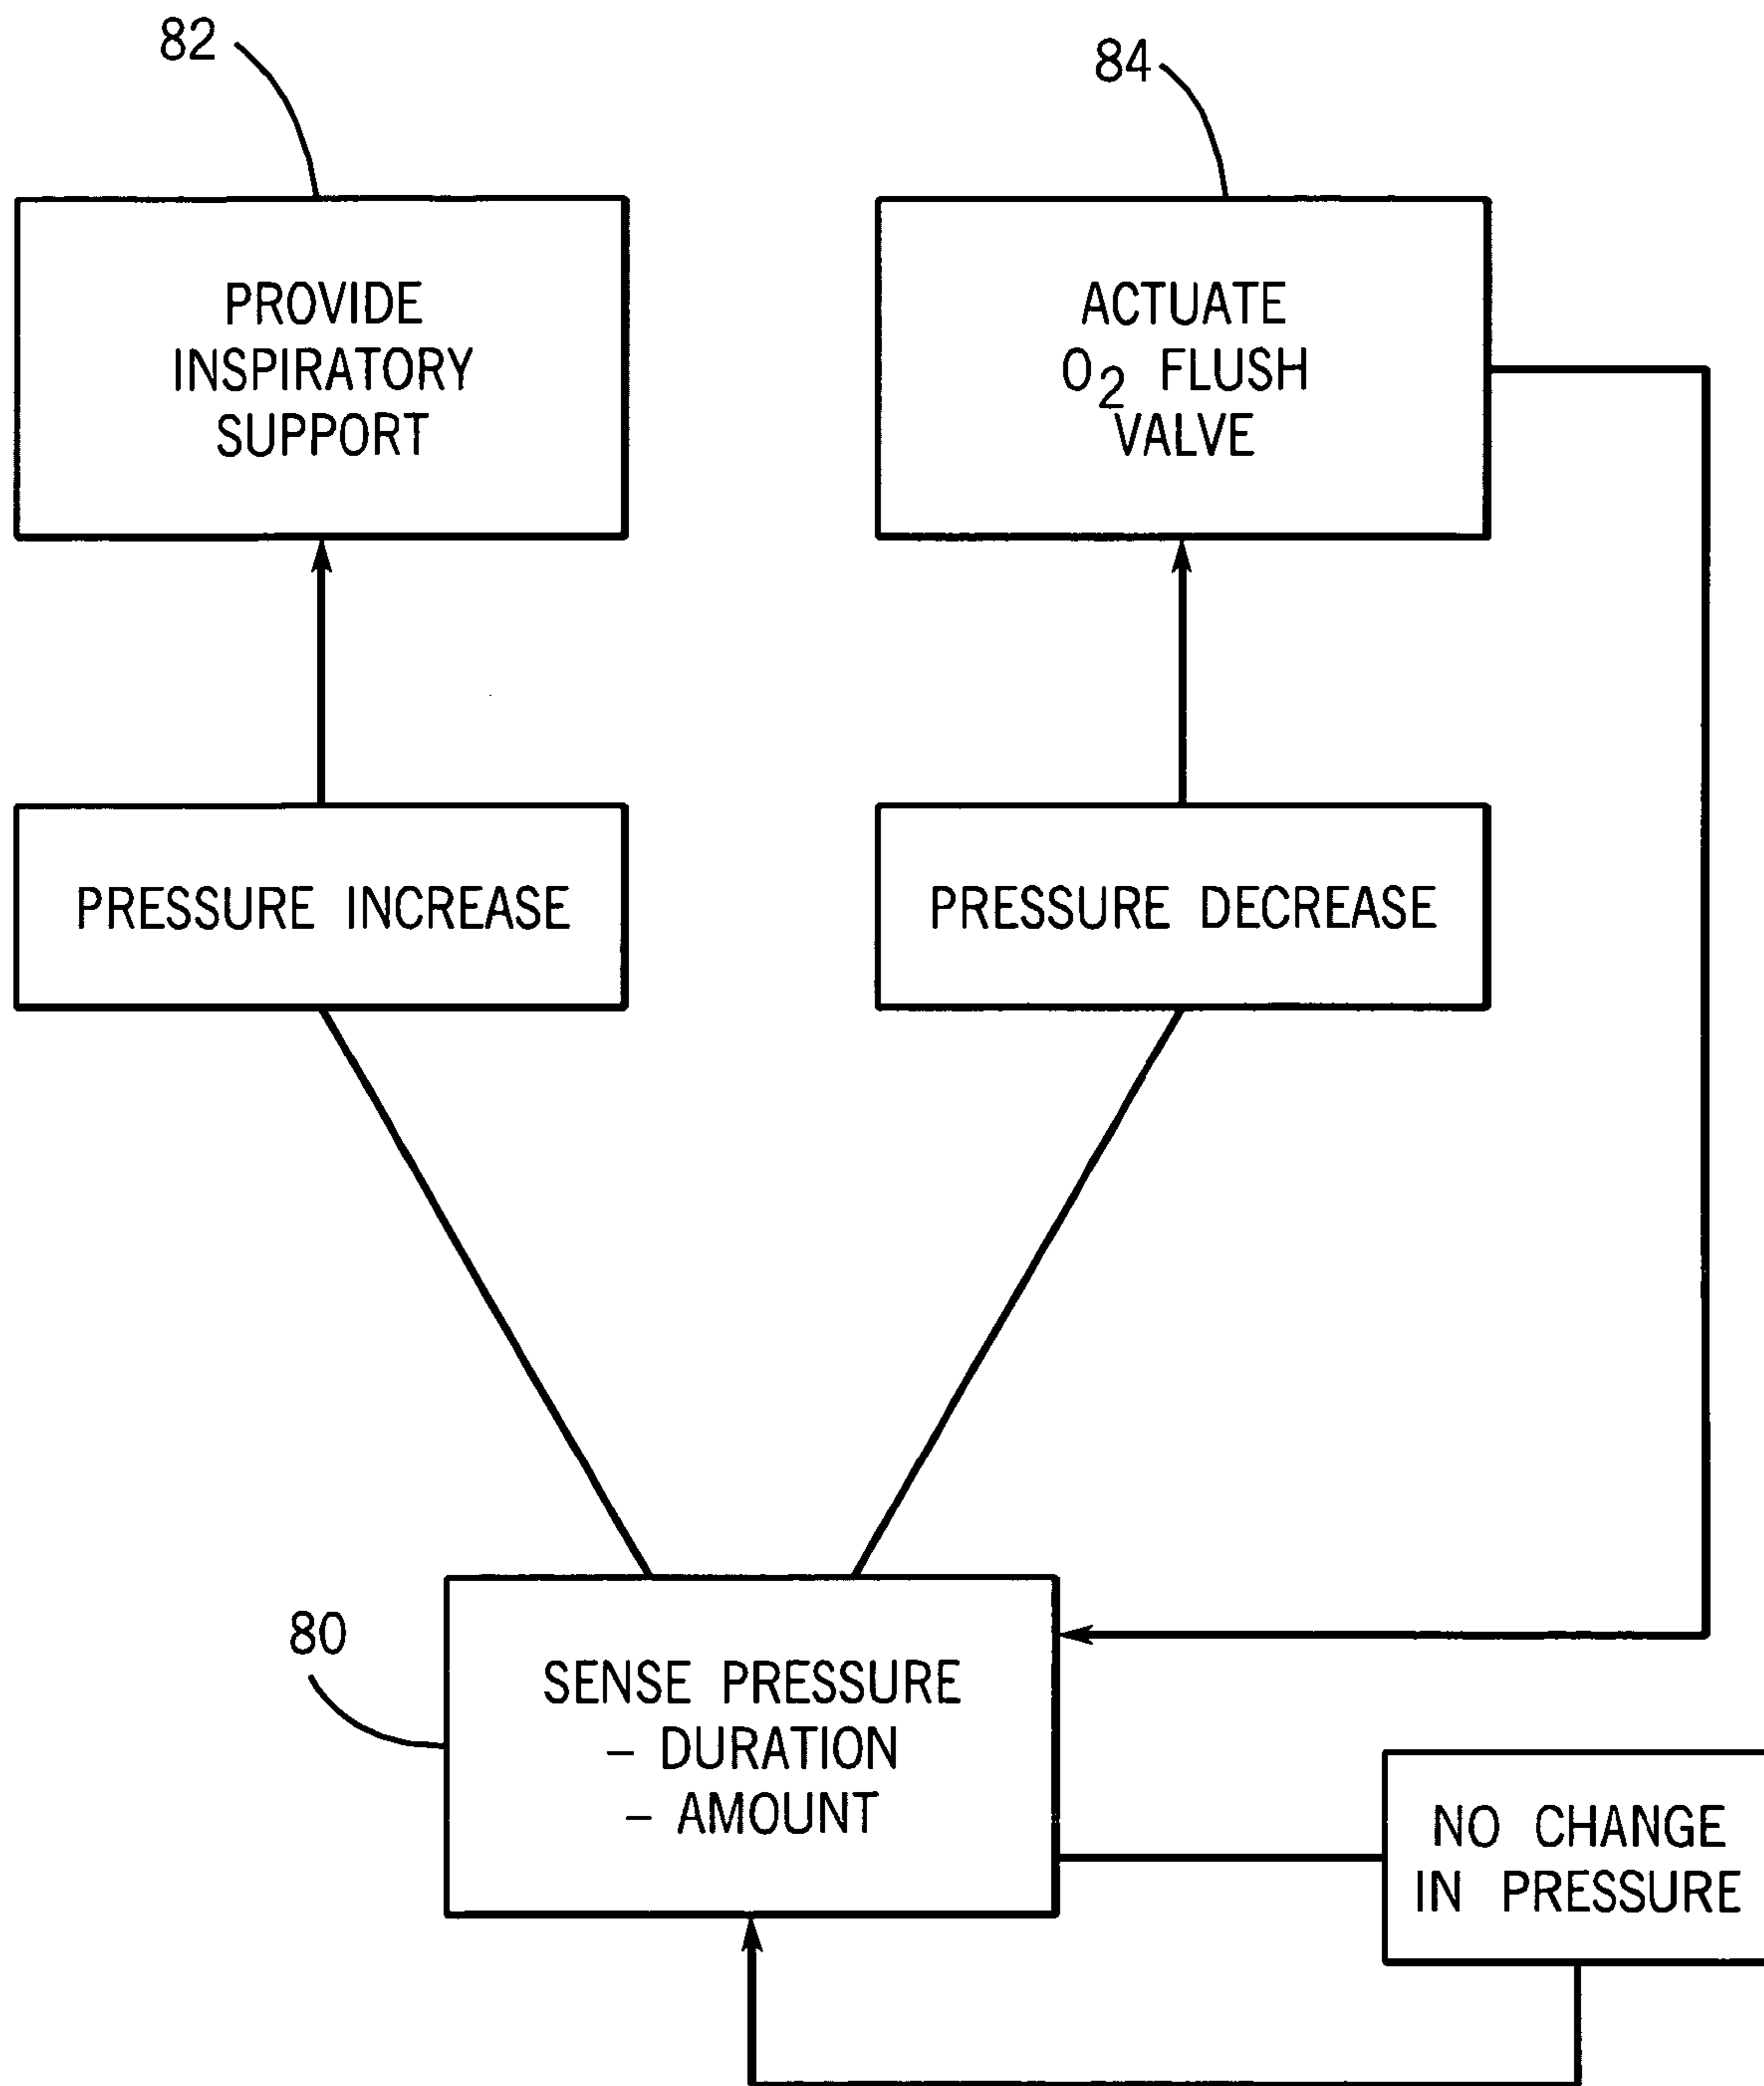 82
84
PROVIDE
INSPIRATORY
SUPPORT
ACTUATE
O2 FLUSH
VALVE
PRESSURE INCREASE
PRESSURE DECREASE
80
SENSE PRESSURE
– DURATION
– AMOUNT
NO CHANGE
IN PRESSURE